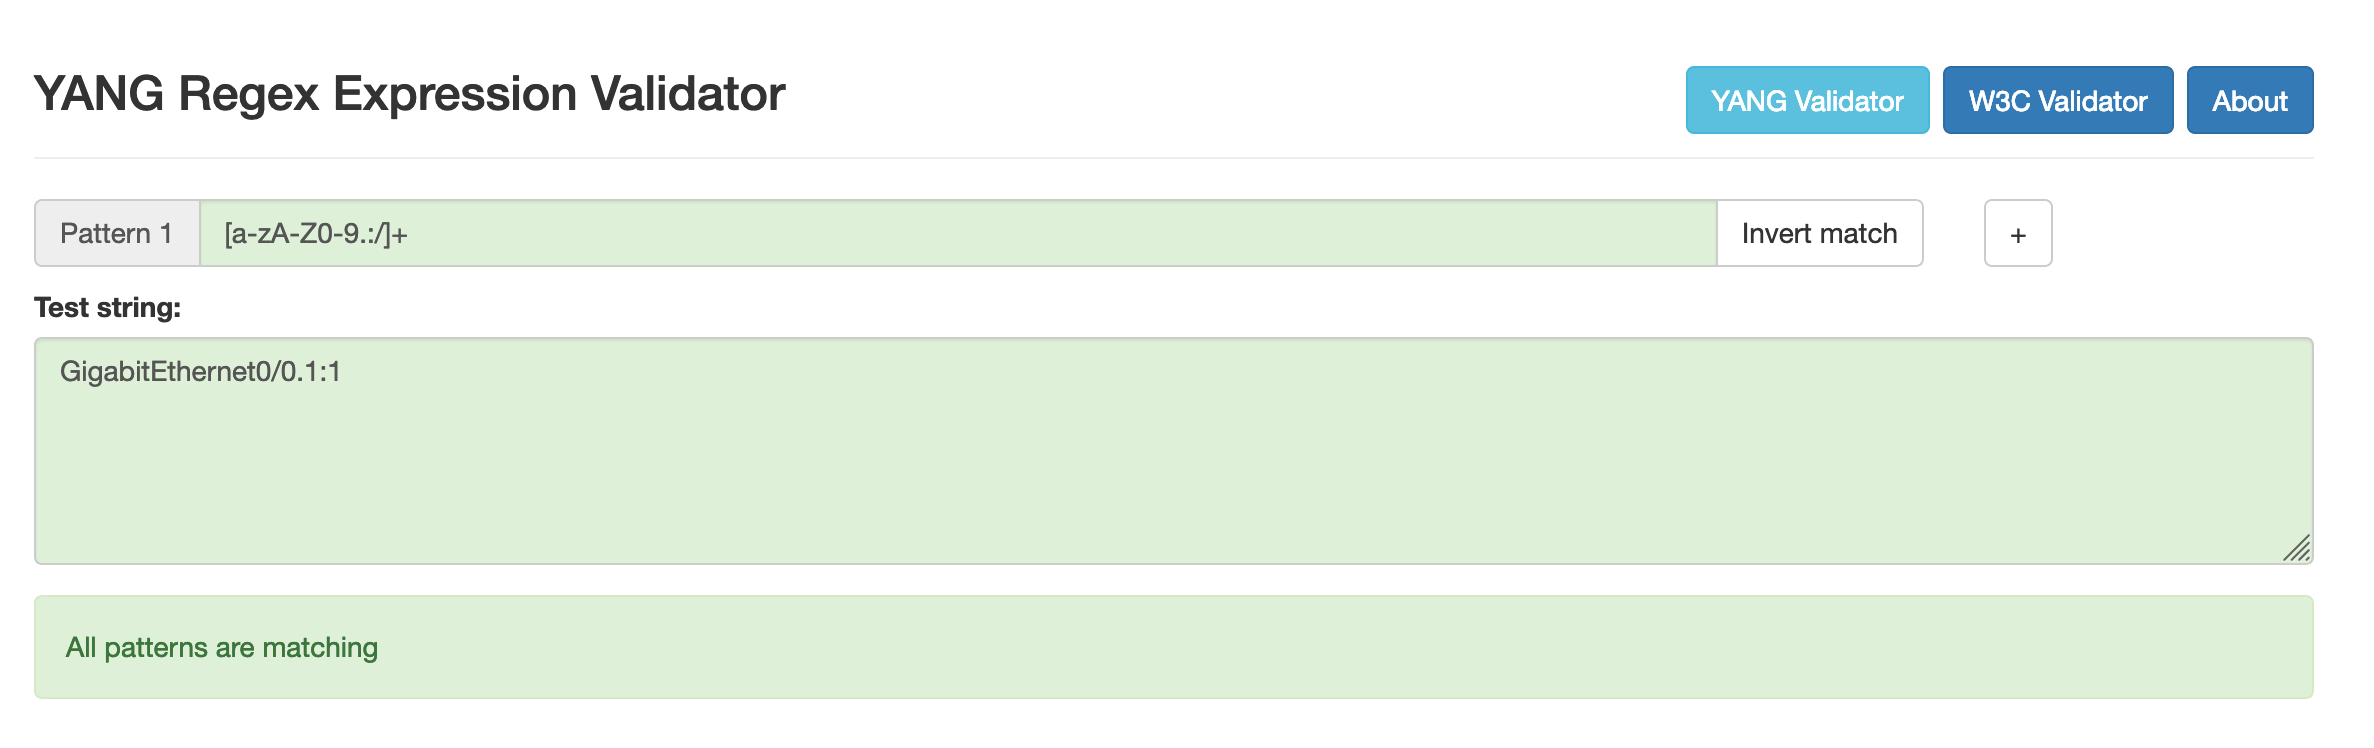 YANG Regex Expression Validator
YANG Validator
W3C Validator
About
Pattern 1
[a-zA-Z0-9.:/]+
Invert match
+
Test string:
GigabitEthernet0/0.1:1
All patterns are matching